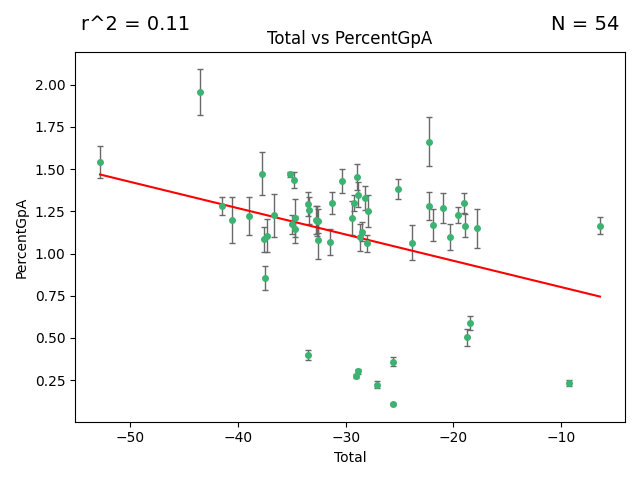 r^2 = 0.11
N = 54
Total vs PercentGpA
PercentGpA
2.00
1.75
1.50
1.25
1.00
0.75
0.50
0.25
−50 −40 −30 −20 −10
Total